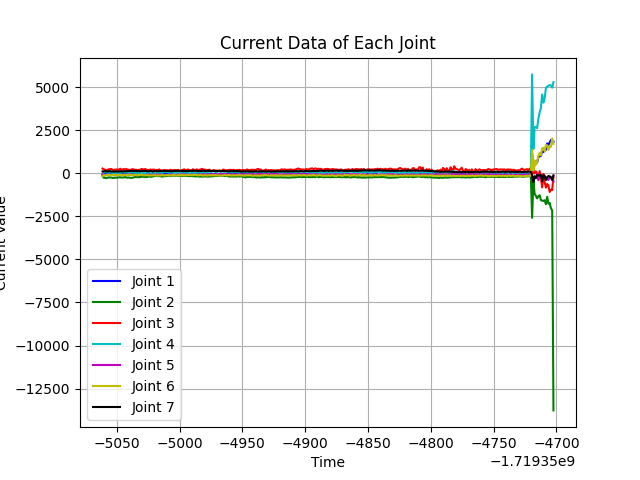 Current Data of Each Joint
5000
2500
0
−2500
−5000
−7500
−10000
−12500
Current Value
Joint 1
Joint 2
Joint 3
Joint 4
Joint 5
Joint 6
Joint 7
−5050 −5000 −4950 −4900 −4850 −4800 −4750 −4700
Time
−1.71935e9